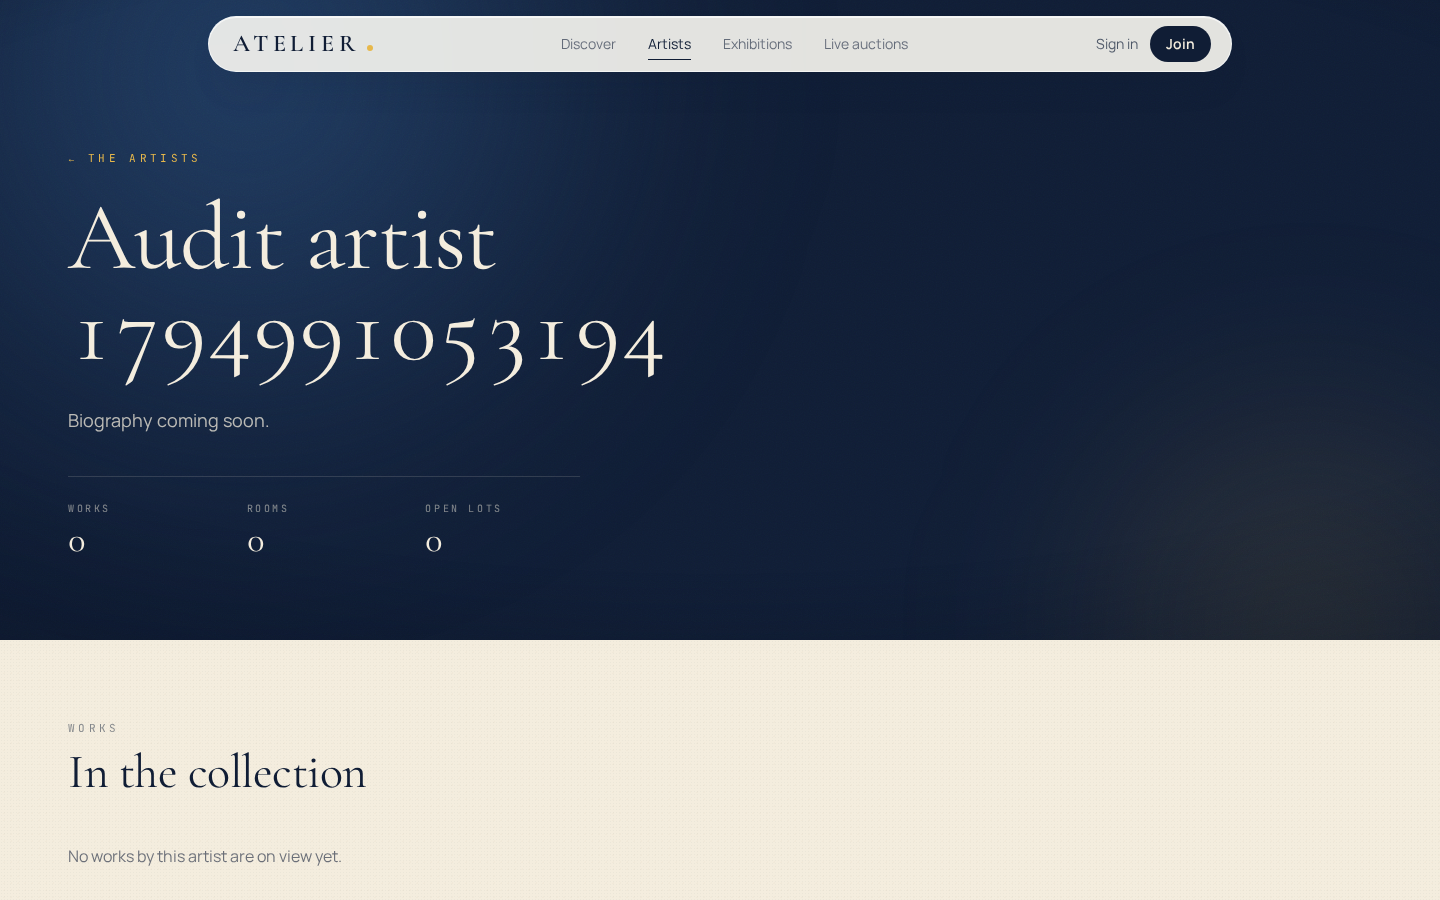 ATELIER
Discover
Artists
Exhibitions
Live auctions
Sign in
Join
← THE ARTISTS
Audit artist
1794991053194
Biography coming soon.
WORKS
ROOMS
OPEN LOTS
0
0
0
WORKS
In the collection
No works by this artist are on view yet.